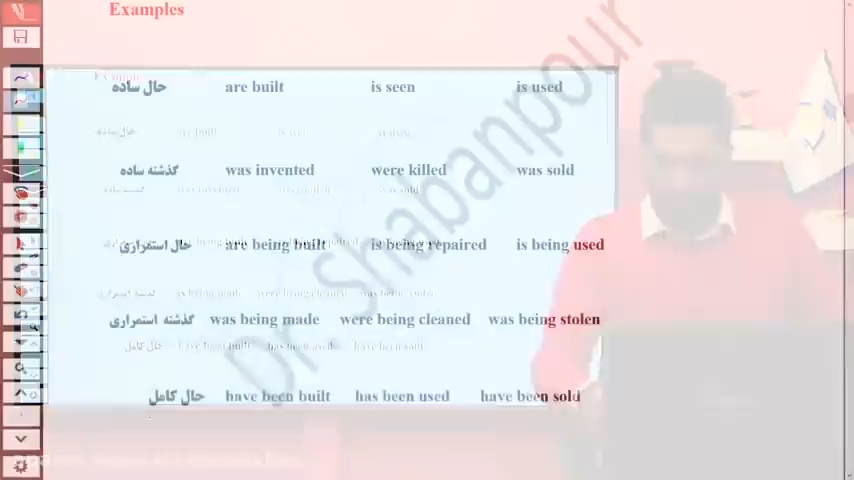 Examples
حال ساده are built is seen is used
گذشته ساده was invented were killed was sold
حال استمراری are being built is being repaired is being used
گذشته استمراری was being made were being cleaned was being stolen
حال کامل have been built has been used have been sold
Dr. Shabanpour